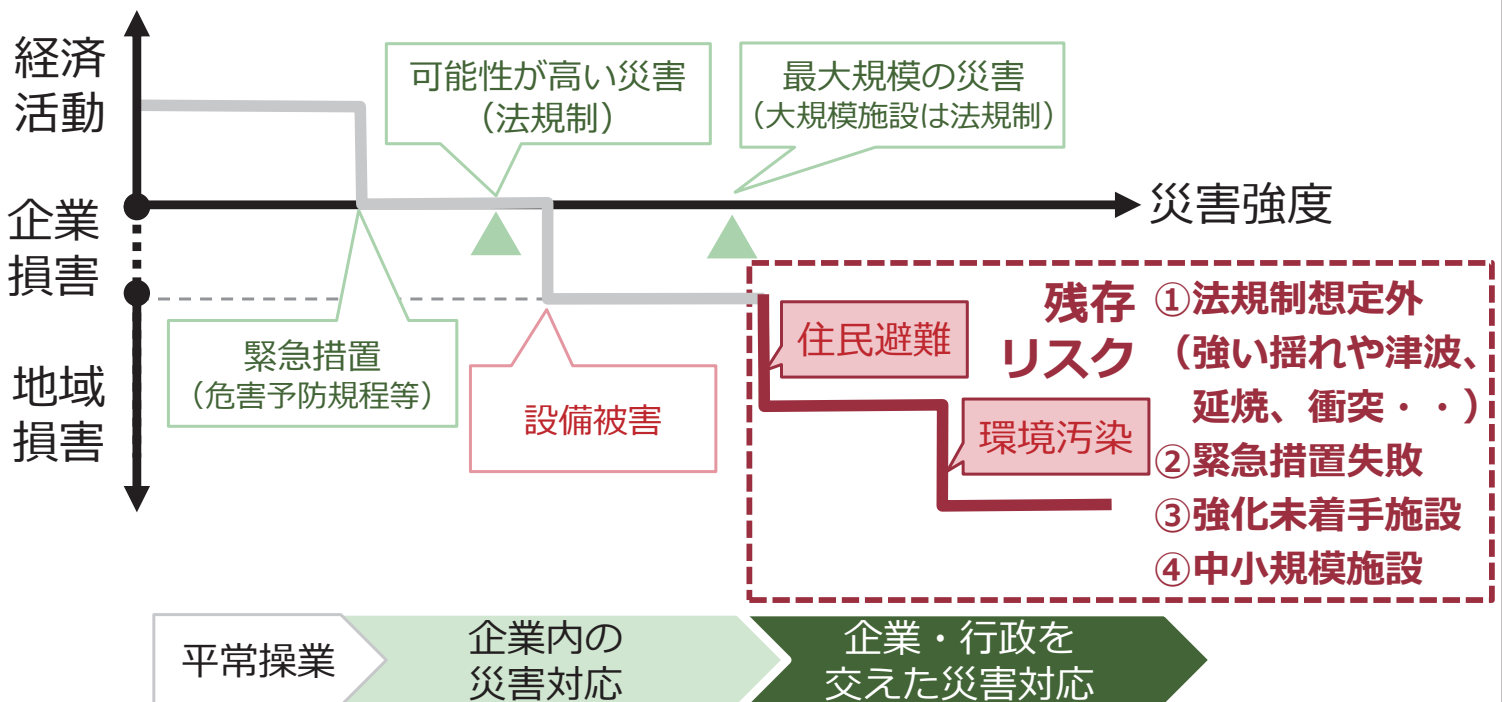 経済
活動
可能性が高い災害
（法規制）
最大規模の災害
（大規模施設は法規制）
災害強度
企業
損害
地域
損害
緊急措置
（危害予防規程等）
設備被害
住民避難
環境汚染
残存
リスク
①法規制想定外
（強い揺れや津波、
延焼、衝突・・）
②緊急措置失敗
③強化未着手施設
④中小規模施設
平常操業
企業内の
災害対応
企業・行政を
交えた災害対応